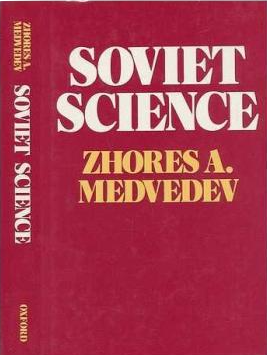 ZHORES A.
MEDVEDEV
SOVIET SCIENCE
OXFORD
SOVIET
SCIENCE
ZHORES A.
MEDVEDEV